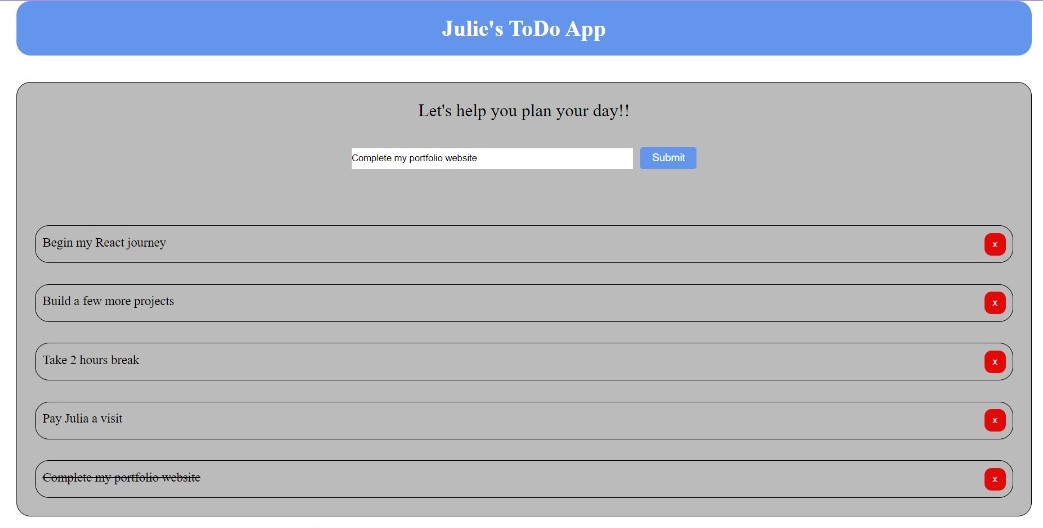 Julie's ToDo App
Let's help you plan your day!!
Complete my portfolio website Submit
Begin my React journey x
Build a few more projects x
Take 2 hours break x
Pay Julia a visit x
Complete my portfolio website x